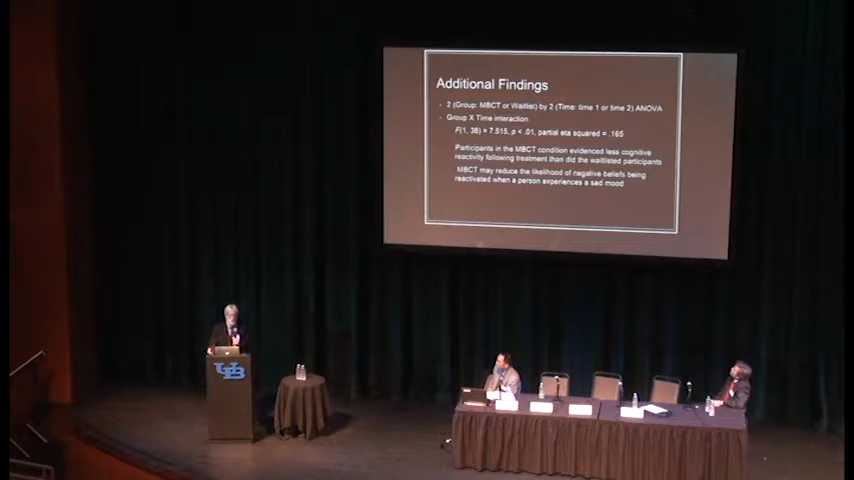 Additional Findings
2 (Group: MBCT or Waitlist) by 2 (Time: time 1 or time 2) ANOVA
Group X Time interaction
F(1, 38) = 7.515, p < .01, partial eta squared = .165
Participants in the MBCT condition evidenced less cognitive
reactivity following treatment than did the waitlisted participants
MBCT may reduce the likelihood of negative beliefs being
reactivated when a person experiences a sad mood
UB